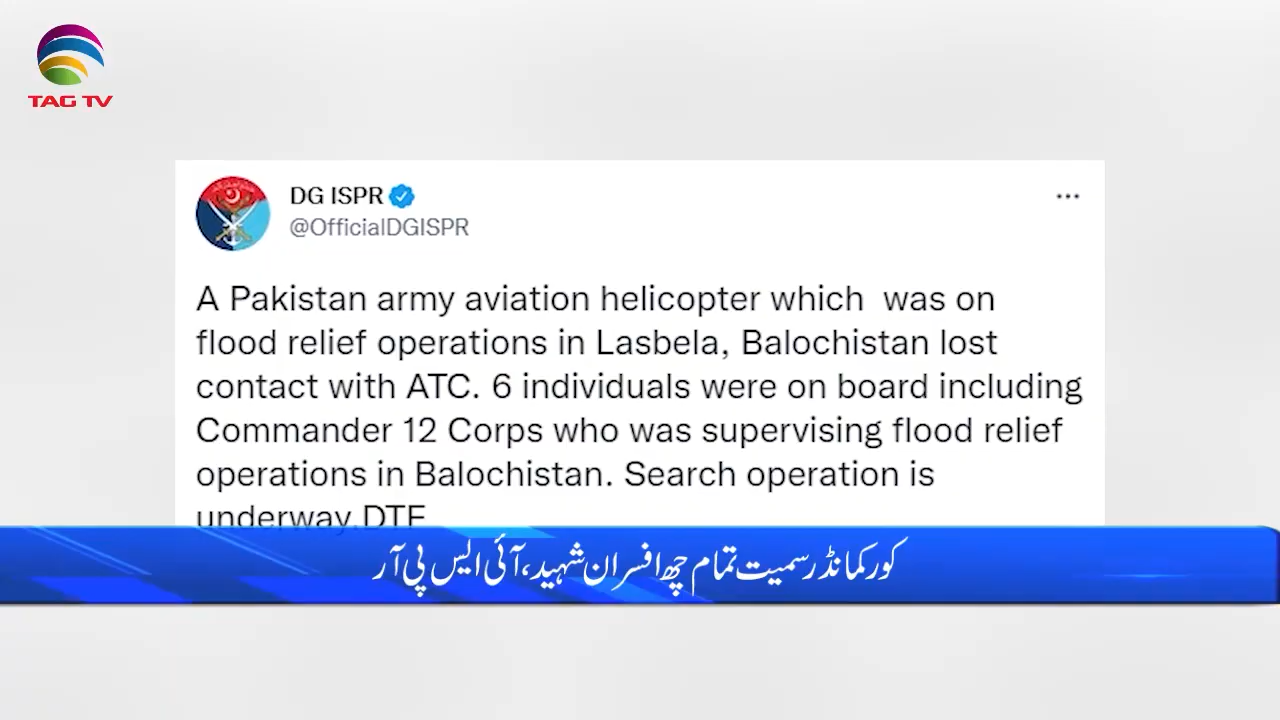 TAG TV
DG ISPR
@OfficialDGISPR
A Pakistan army aviation helicopter which was on
flood relief operations in Lasbela, Balochistan lost
contact with ATC. 6 individuals were on board including
Commander 12 Corps who was supervising flood relief
operations in Balochistan. Search operation is
underway.DTF
کور کمانڈر سمیت تمام چھ افسران شہید، آئی ایس پی آر